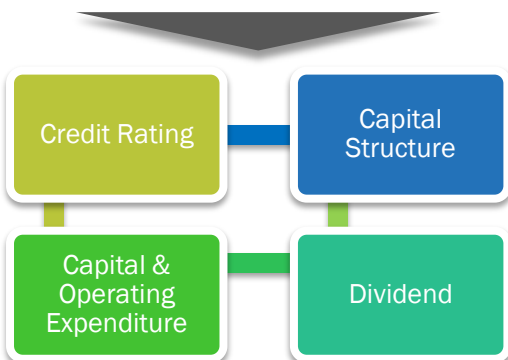 Credit Rating
Capital
Structure
Capital &
Operating
Expenditure
Dividend